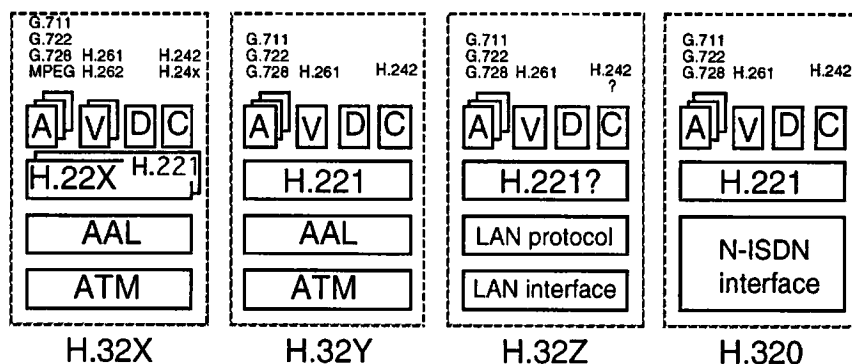 G.711
G.722
G.728 H.261 H.242
MPEG H.262 H.24x
A V D C
H.22X H.221
AAL
ATM
H.32X
G.711
G.722
G.728 H.261 H.242
A V D C
H.221
AAL
ATM
H.32Y
G.711
G.722
G.728 H.261 H.242
?
A V D C
H.221?
LAN protocol
LAN interface
H.32Z
G.711
G.722
G.728 H.261 H.242
A V D C
H.221
N-ISDN
interface
H.320